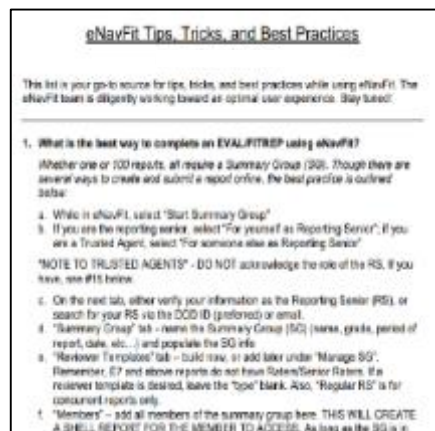 eNavFit Tips, Tricks, and Best Practices
This list is your go-to source for tips, tricks, and best practices while using eNavFit. The
eNavFit team is diligently working toward an optimal user experience. Stay tuned!
1. What is the best way to complete an EVAL/FITREP using eNavFit?
Whether one or 100 reports, all require a Summary Group (SG). Though there are
several ways to create and submit a report online, the best practice is outlined
below:
a. While in eNavFit, select "Start Summary Group"
b. If you are the reporting senior, select "For yourself as Reporting Senior"; if you
are a Trusted Agent, select "For someone else as Reporting Senior"
*NOTE TO TRUSTED AGENTS* - DO NOT acknowledge the role of the RS, if you
have, see #15 below.
c. On the next tab, either verify your information as the Reporting Senior (RS), or
search for your RS via the DOD ID (preferred) or email.
d. "Summary Group" tab - name the Summary Group (SG) (name, grade, period of
report, date, etc...) and populate the SG info
e. "Reviewer Templates" tab - build now, or add later under "Manage SG".
Remember, E7 and above reports do not have Raters/Senior Raters. If a
reviewer template is desired, leave the "type" blank. Also, "Regular RS" is for
concurrent reports only.
f. "Members" - add all members of the summary group here. THIS WILL CREATE
A SHELL REPORT FOR THE MEMBER TO ACCESS. As long as the SG is in